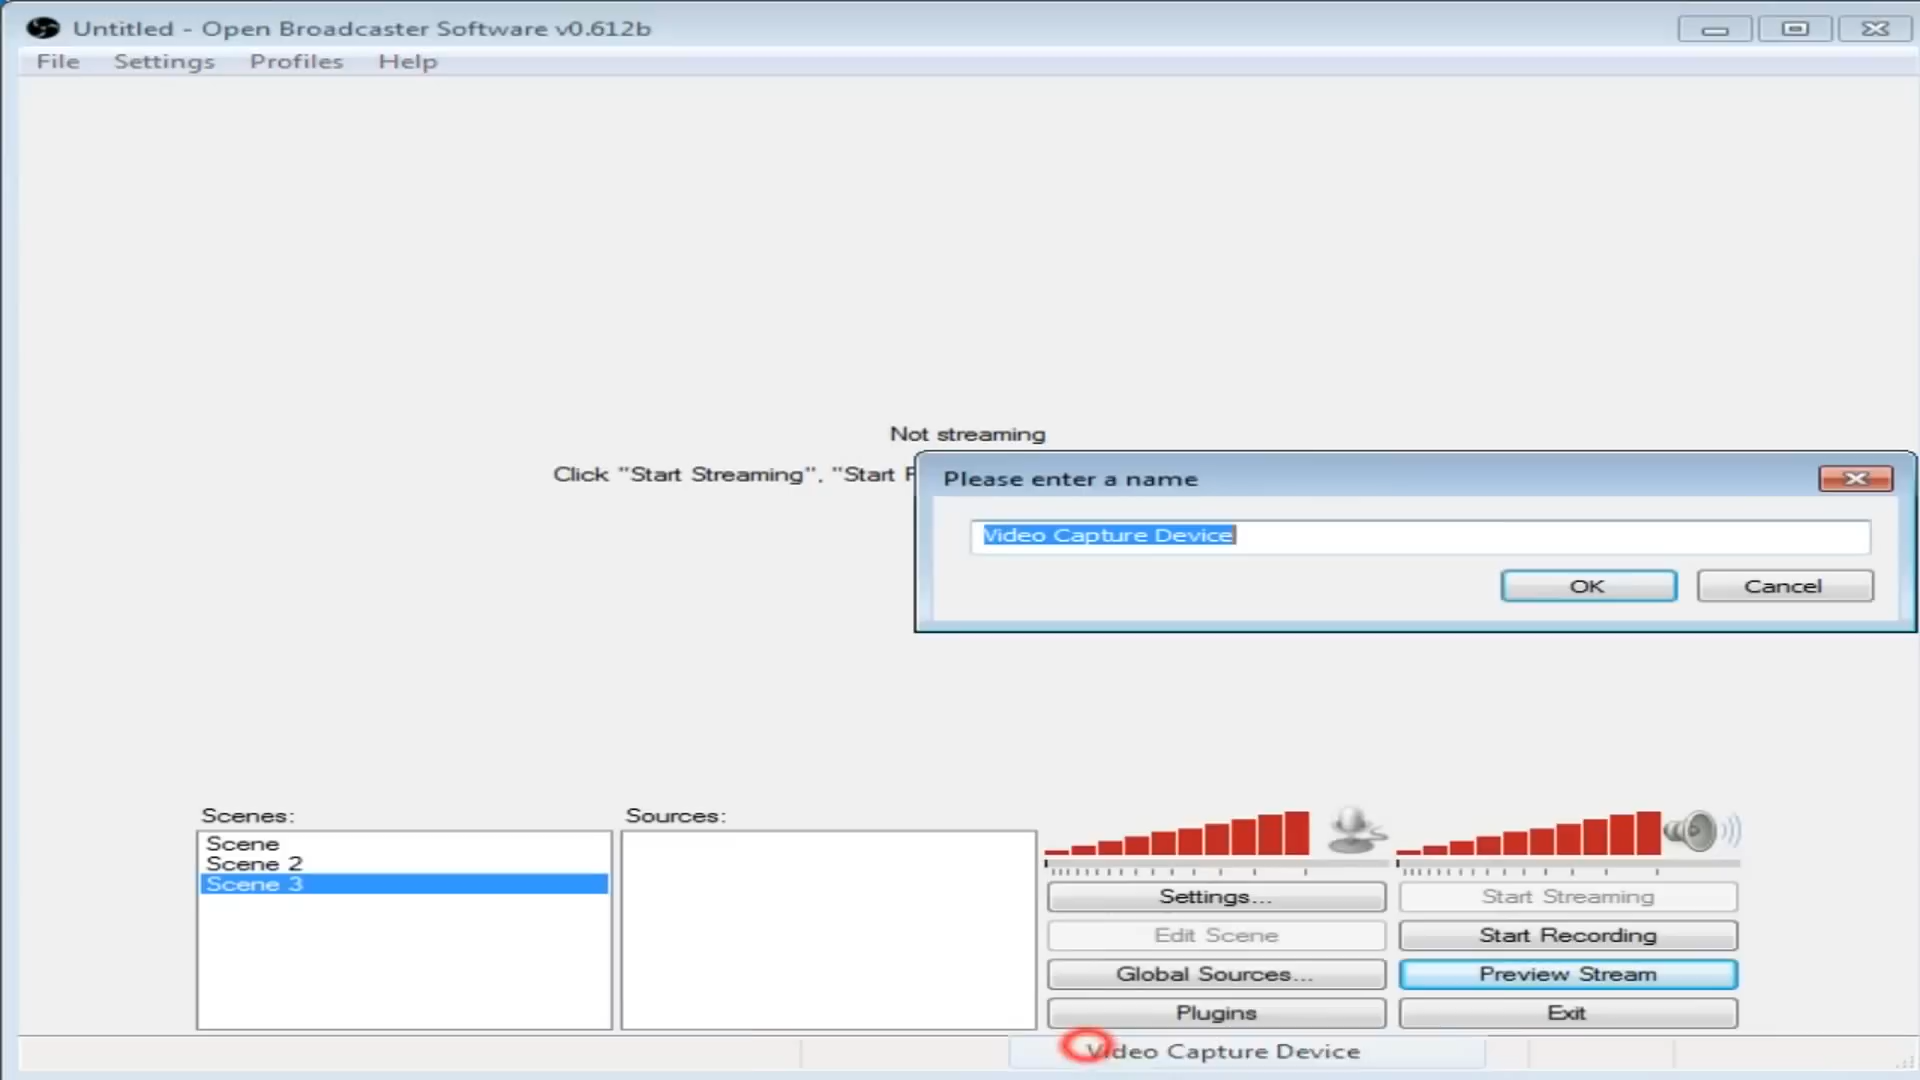 Untitled - Open Broadcaster Software v0.612b
File Settings Profiles Help
Not streaming
Click "Start Streaming", "Start
Please enter a name
Video Capture Device
OK Cancel
Scenes: Sources:
Scene
Scene 2
Scene 3
Settings... Start Streaming
Edit Scene Start Recording
Global Sources... Preview Stream
Plugins Exit
Video Capture Device